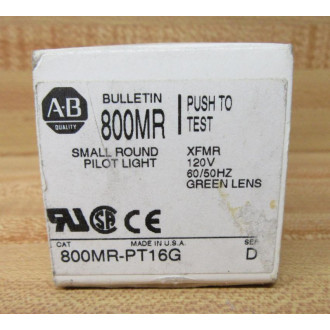 A-B
QUALITY
BULLETIN
800MR
PUSH TO
TEST
SMALL ROUND
PILOT LIGHT
XFMR
120V
60/50HZ
GREEN LENS
CAT
MADE IN U.S.A.
800MR-PT16G
D